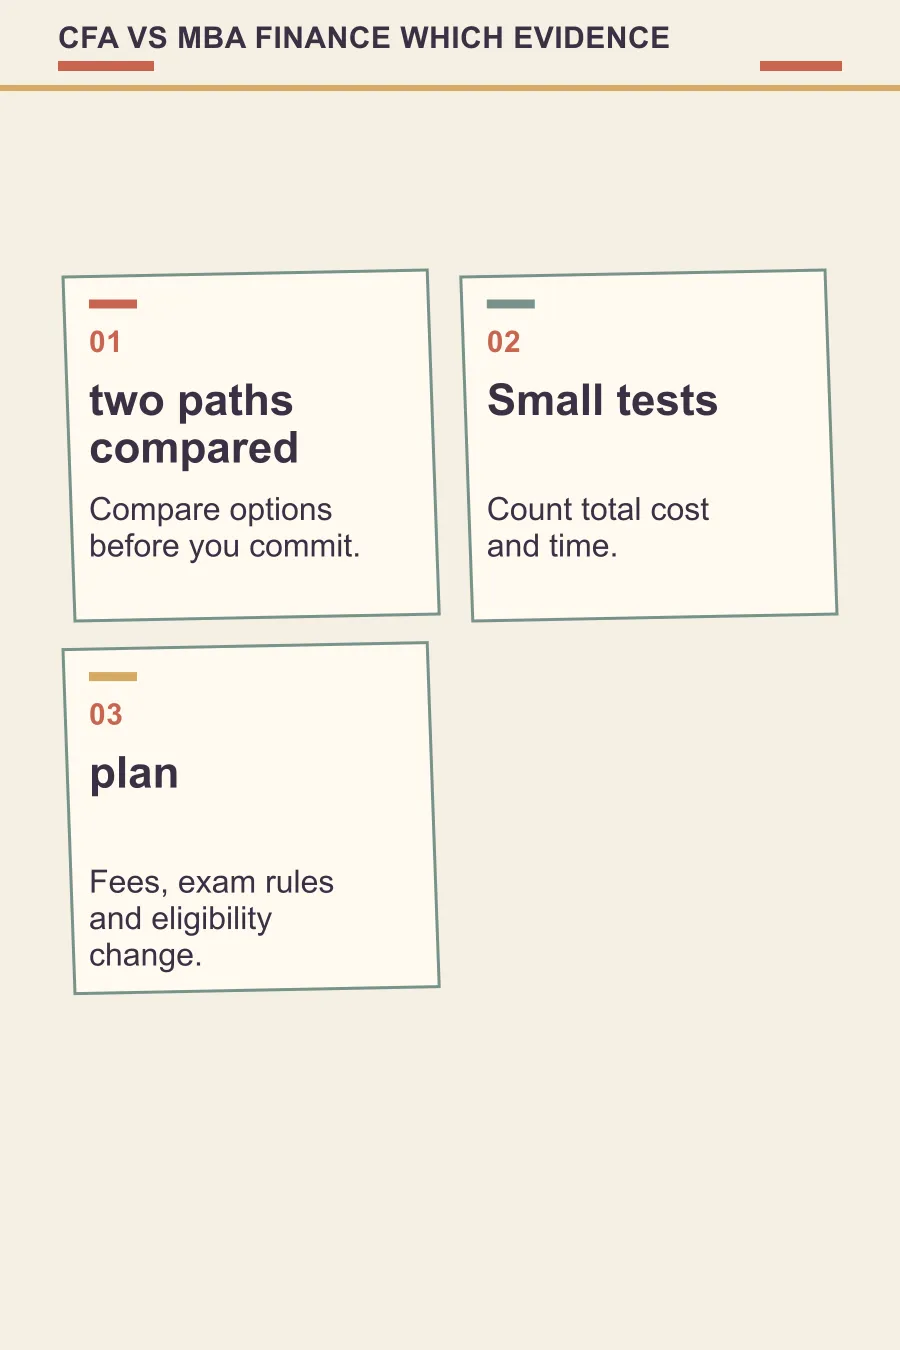 CFA VS MBA FINANCE WHICH EVIDENCE
01
two paths
compared
Compare options
before you commit.
02
Small tests
Count total cost
and time.
03
plan
Fees, exam rules
and eligibility
change.